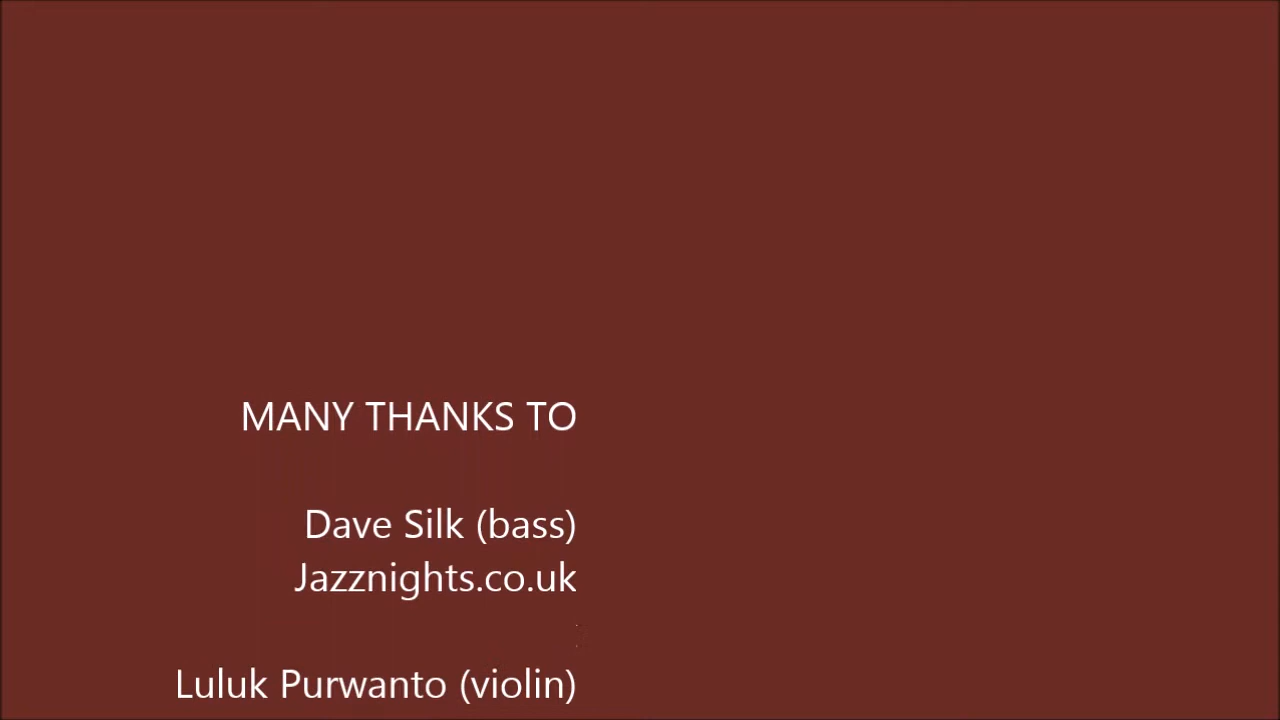 MANY THANKS TO
Dave Silk (bass)
Jazznights.co.uk
Luluk Purwanto (violin)